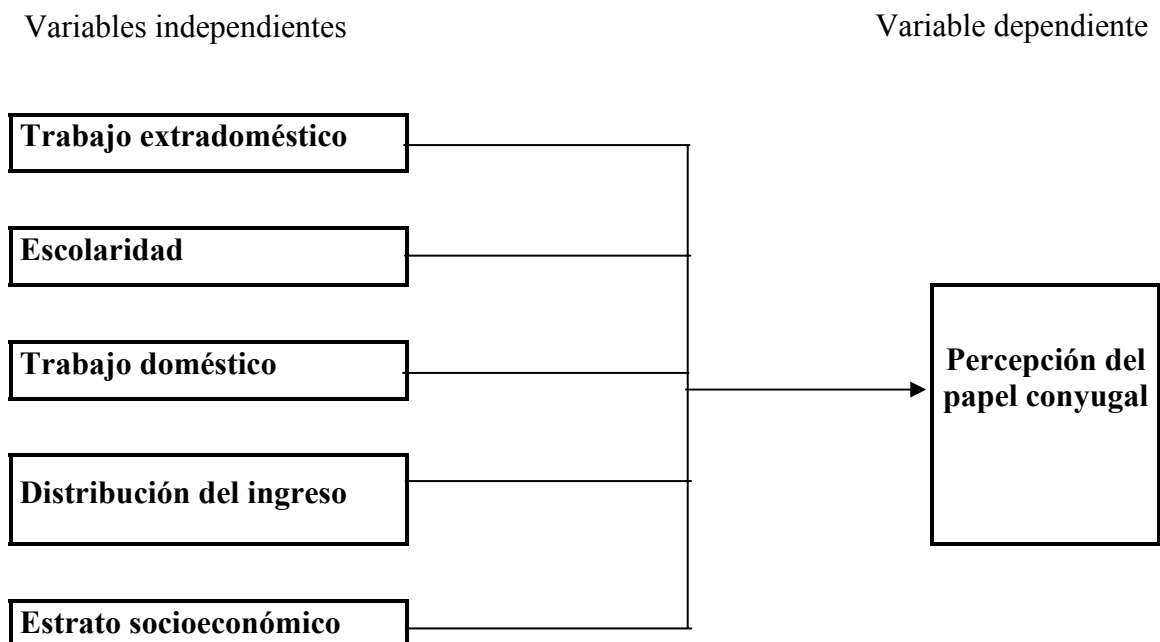 Variables independientes
Variable dependiente
Trabajo extradoméstico
Escolaridad
Trabajo doméstico
Percepción del
papel conyugal
Distribución del ingreso
Estrato socioeconómico